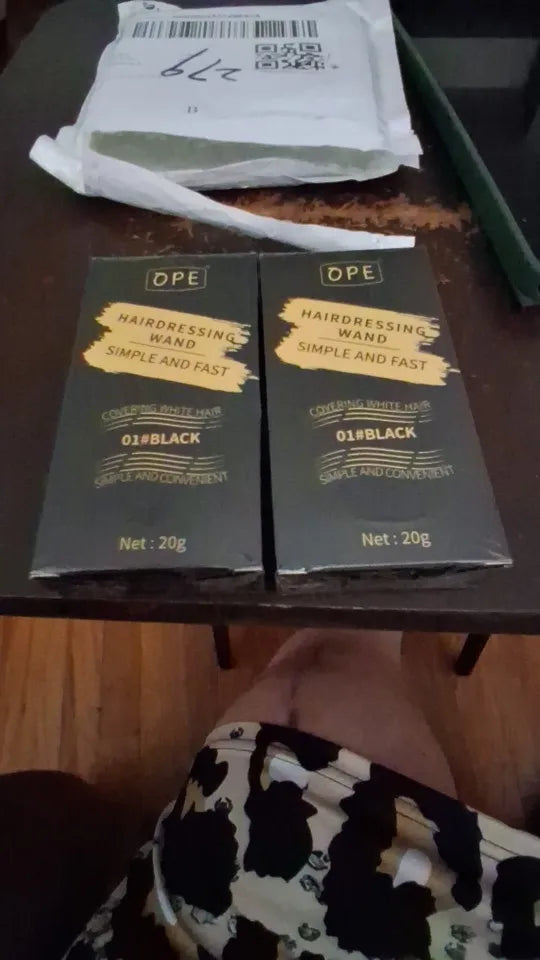 279
B
OPE
HAIRDRESSING
WAND
SIMPLE AND FAST
COVERING WHITE HAIR
01#BLACK
SIMPLE AND CONVENIENT
Net : 20g
OPE
HAIRDRESSING
WAND
SIMPLE AND FAST
COVERING WHITE HAIR
01#BLACK
SIMPLE AND CONVENIENT
Net : 20g